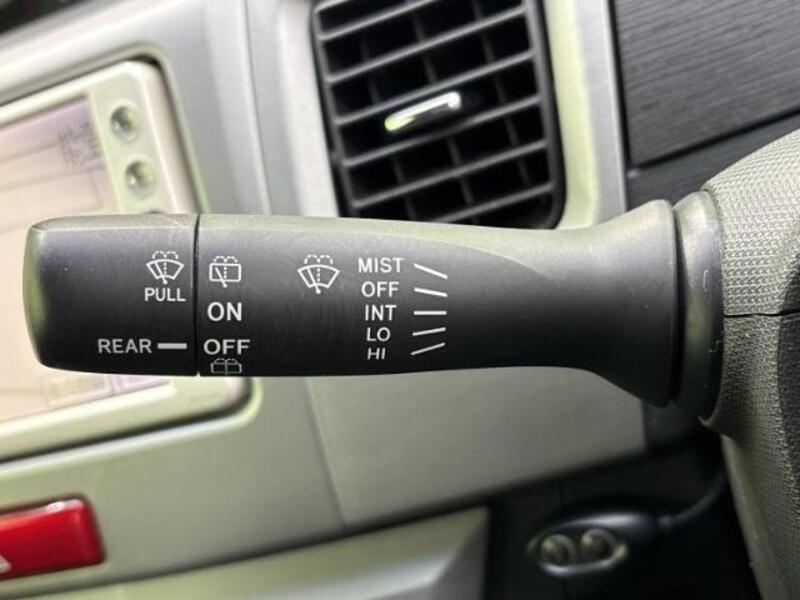 PULL
REAR
ON
OFF
MIST
OFF
INT
LO
HI